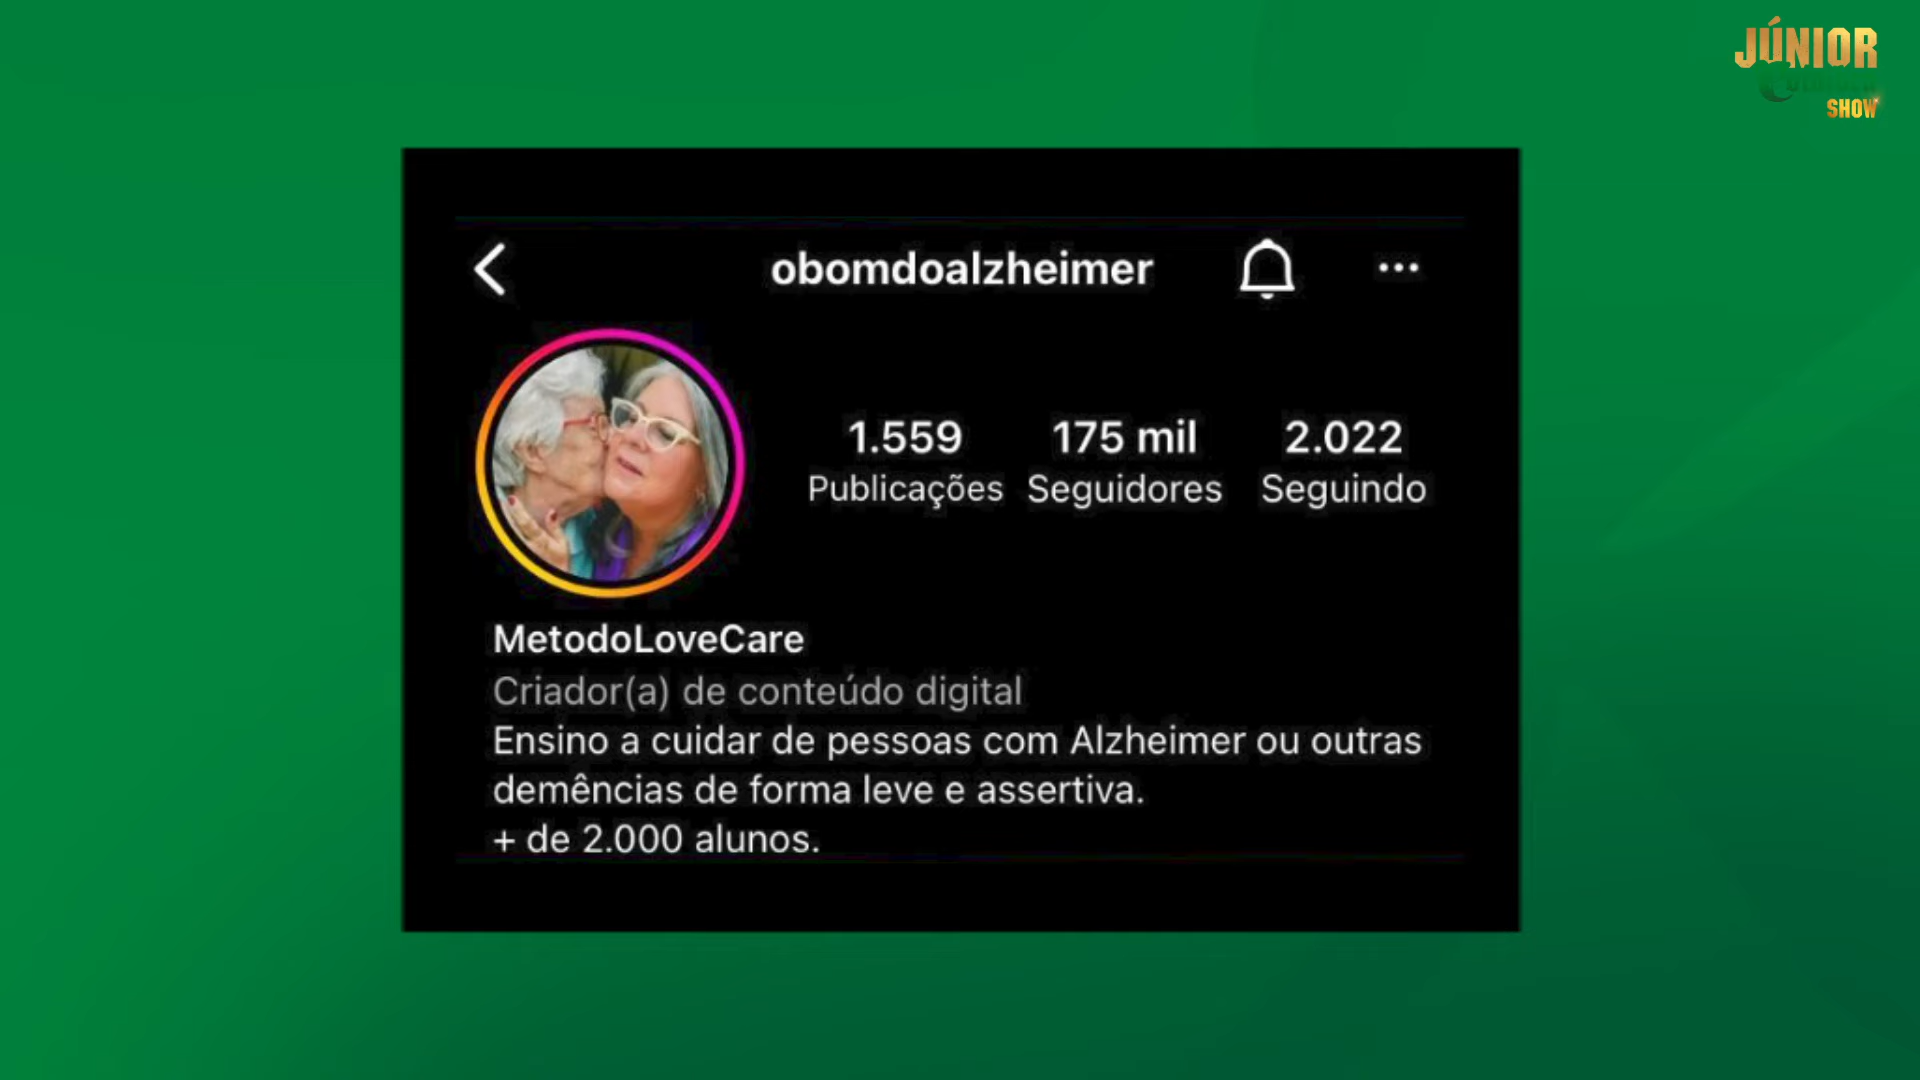 JÚNIOR
SHOW
obomdoalzheimer
1.559 175 mil 2.022
Publicações Seguidores Seguindo
MetodoLoveCare
Criador(a) de conteúdo digital
Ensino a cuidar de pessoas com Alzheimer ou outras
demências de forma leve e assertiva.
+ de 2.000 alunos.